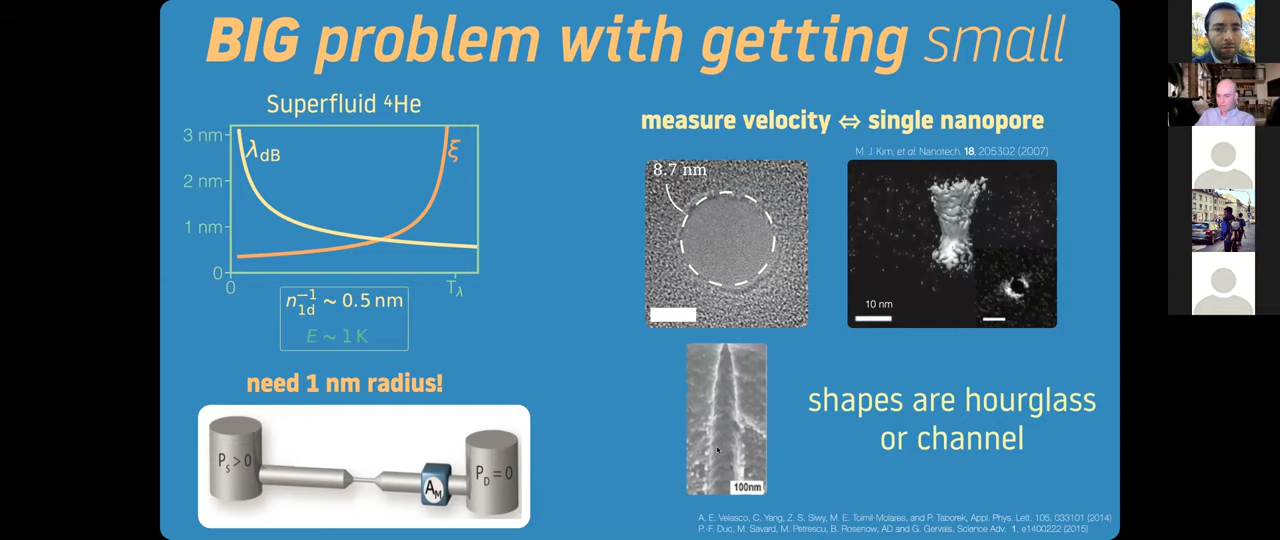 BIG problem with getting small
Superfluid ⁴He
3 nm
2 nm
1 nm
0
λ_dB
ξ
0
T_λ
n_1d^-1 ~ 0.5 nm
E ~ 1 K
need 1 nm radius!
P_S > 0
A_M
P_D = 0
measure velocity ⇔ single nanopore
M. J. Kim, et al. Nanotech. 18, 205302 (2007)
8.7 nm
10 nm
100nm
shapes are hourglass
or channel
A. E. Velasco, C. Yang, Z. S. Siwy, M. E. Toimil-Molares, and P. Taborek, Appl. Phys. Lett. 105, 033101 (2014)
P.-F. Duc, M. Savard, M. Petrescu, B. Rosenow, AD and G. Gervais, Science Adv. 1, e1400222 (2015)